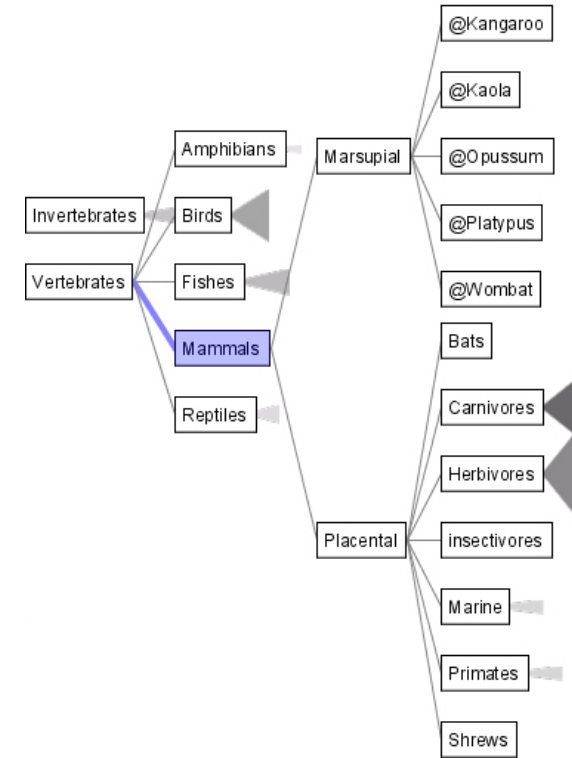 Invertebrates
Vertebrates
Amphibians
Birds
Fishes
Mammals
Reptiles
Marsupial
Placental
@Kangaroo
@Kaola
@Opussum
@Platypus
@Wombat
Bats
Carnivores
Herbivores
insectivores
Marine
Primates
Shrews